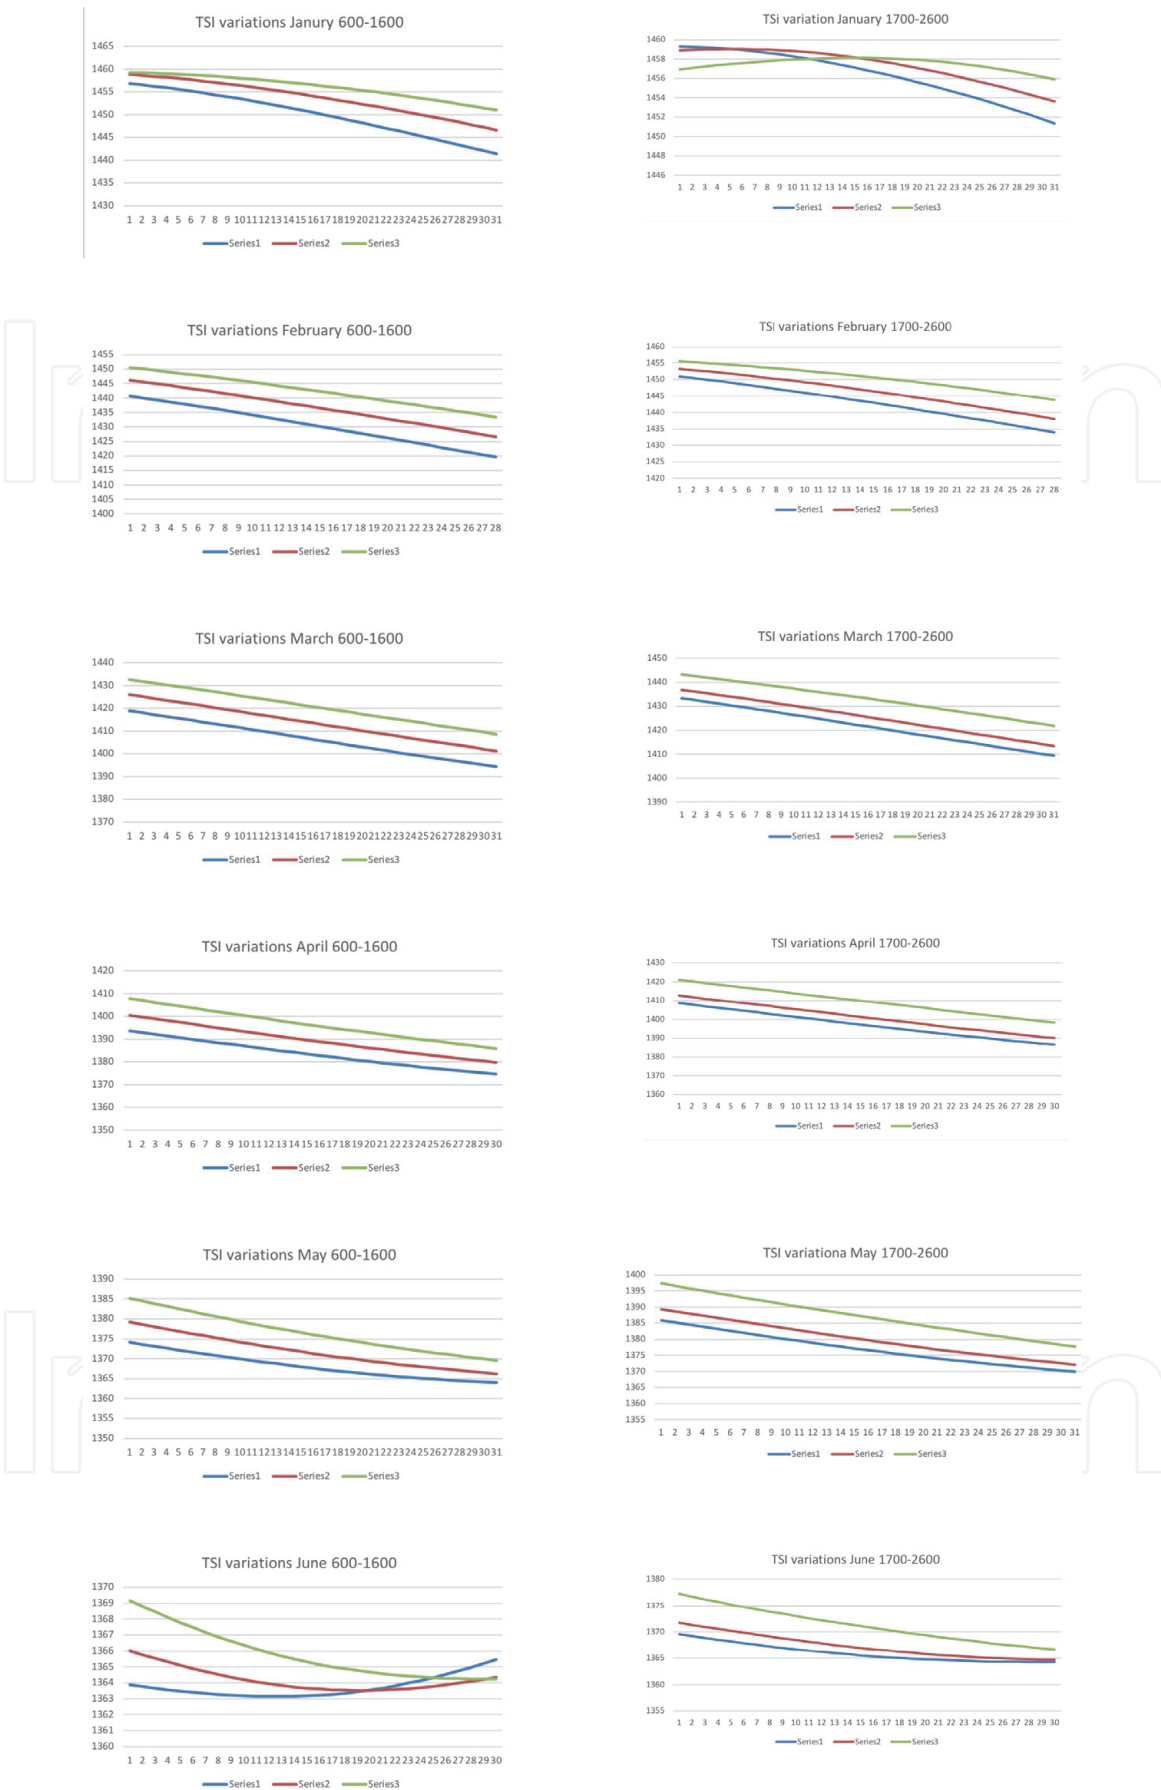 TSI variations Janury 600-1600
1465
1460
1455
1450
1445
1440
1435
1430
1 2 3 4 5 6 7 8 9 10 11 12 13 14 15 16 17 18 19 20 21 22 23 24 25 26 27 28 29 30 31
Series1 Series2 Series3
TSi variation January 1700-2600
1460
1458
1456
1454
1452
1450
1448
1446
1 2 3 4 5 6 7 8 9 10 11 12 13 14 15 16 17 18 19 20 21 22 23 24 25 26 27 28 29 30 31
Series1 Series2 Series3
TSI variations February 600-1600
1455
1450
1445
1440
1435
1430
1425
1420
1415
1410
1405
1400
1 2 3 4 5 6 7 8 9 10 11 12 13 14 15 16 17 18 19 20 21 22 23 24 25 26 27 28
Series1 Series2 Series3
TSI variations February 1700-2600
1460
1455
1450
1445
1440
1435
1430
1425
1420
1 2 3 4 5 6 7 8 9 10 11 12 13 14 15 16 17 18 19 20 21 22 23 24 25 26 27 28
Series1 Series2 Series3
TSI variations March 600-1600
1440
1430
1420
1410
1400
1390
1380
1370
1 2 3 4 5 6 7 8 9 10 11 12 13 14 15 16 17 18 19 20 21 22 23 24 25 26 27 28 29 30 31
Series1 Series2 Series3
TSI variations March 1700-2600
1450
1440
1430
1420
1410
1400
1390
1 2 3 4 5 6 7 8 9 10 11 12 13 14 15 16 17 18 19 20 21 22 23 24 25 26 27 28 29 30 31
Series1 Series2 Series3
TSI variations April 600-1600
1420
1410
1400
1390
1380
1370
1360
1350
1 2 3 4 5 6 7 8 9 10 11 12 13 14 15 16 17 18 19 20 21 22 23 24 25 26 27 28 29 30
Series1 Series2 Series3
TSI variations April 1700-2600
1430
1420
1410
1400
1390
1380
1370
1360
1 2 3 4 5 6 7 8 9 10 11 12 13 14 15 16 17 18 19 20 21 22 23 24 25 26 27 28 29 30
Series1 Series2 Series3
TSI variations May 600-1600
1390
1385
1380
1375
1370
1365
1360
1355
1350
1 2 3 4 5 6 7 8 9 10 11 12 13 14 15 16 17 18 19 20 21 22 23 24 25 26 27 28 29 30 31
Series1 Series2 Series3
TSI variationa May 1700-2600
1400
1395
1390
1385
1380
1375
1370
1365
1360
1355
1 2 3 4 5 6 7 8 9 10 11 12 13 14 15 16 17 18 19 20 21 22 23 24 25 26 27 28 29 30 31
Series1 Series2 Series3
TSI variations June 600-1600
1370
1369
1368
1367
1366
1365
1364
1363
1362
1361
1360
1 2 3 4 5 6 7 8 9 10 11 12 13 14 15 16 17 18 19 20 21 22 23 24 25 26 27 28 29 30
Series1 Series2 Series3
TSI variations June 1700-2600
1380
1375
1370
1365
1360
1355
1 2 3 4 5 6 7 8 9 10 11 12 13 14 15 16 17 18 19 20 21 22 23 24 25 26 27 28 29 30
Series1 Series2 Series3